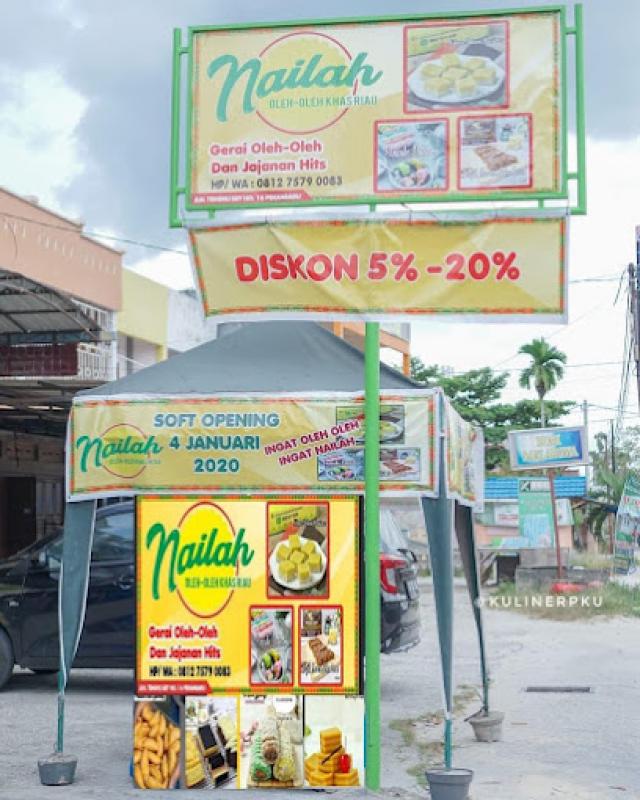 Nailah
OLEH-OLEH KHAS RIAU
Gerai Oleh-Oleh
Dan Jajanan Hits
HP/ WA : 0812 7579 0083
DISKON 5% -20%
Nailah
SOFT OPENING
4 JANUARI
2020
INGAT OLEH OLEH
INGAT NAILAH
Nailah
OLEH-OLEH KHAS RIAU
Gerai Oleh-Oleh
Dan Jajanan Hits
HP/ WA : 0812 7579 0083
@KULINERPKU